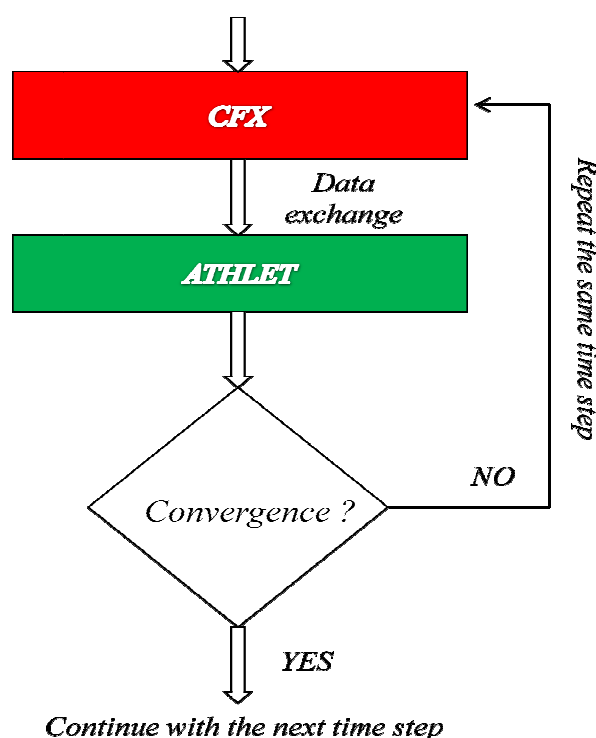 CFX
Data
exchange
ATHLET
Repeat the same time step
Convergence ?
NO
YES
Continue with the next time step